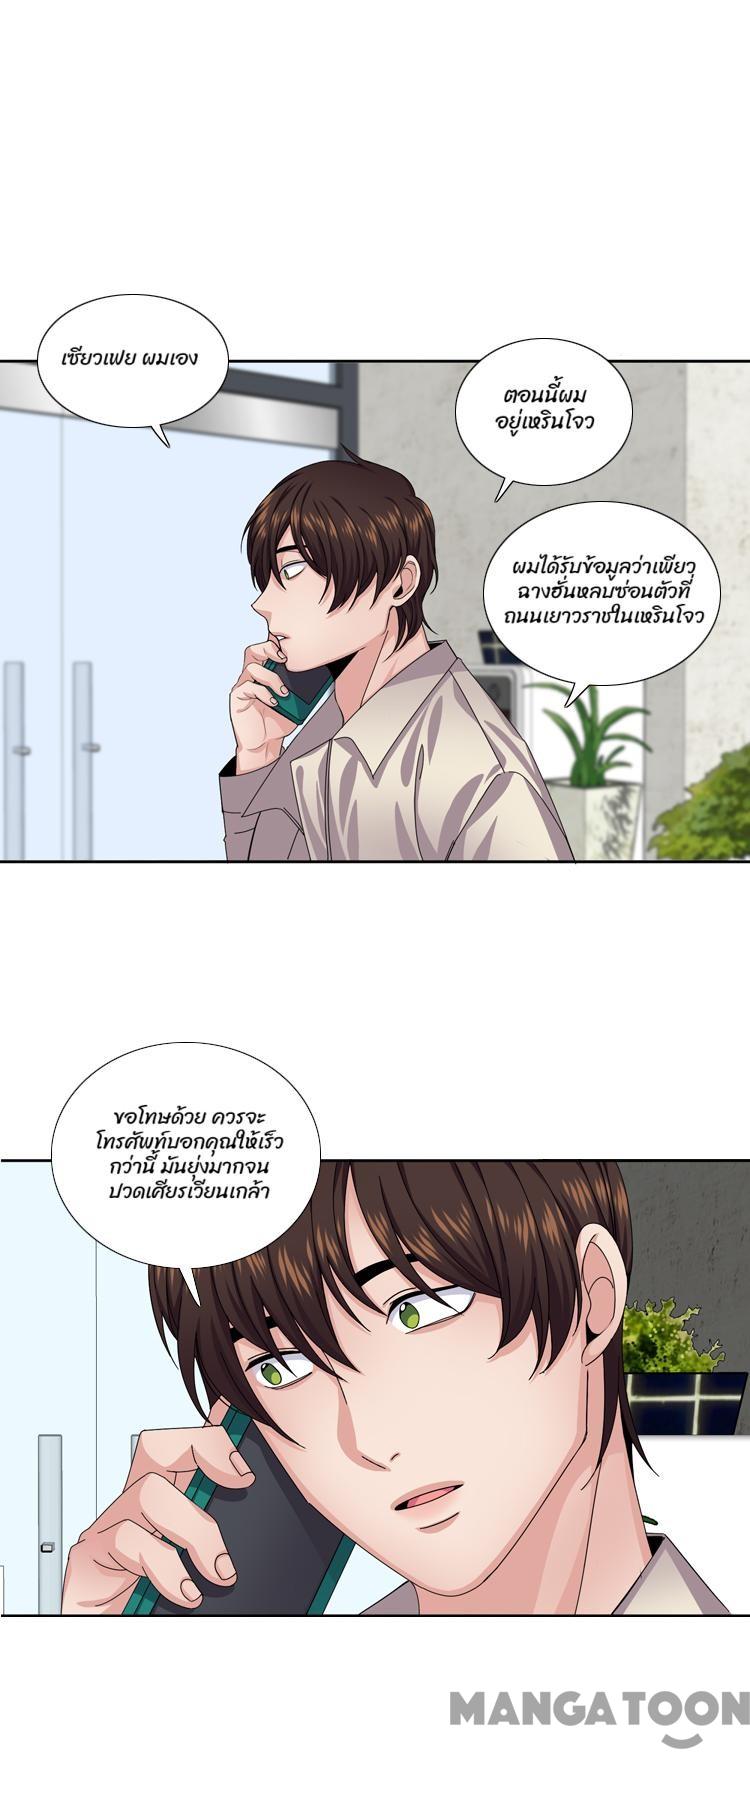 เซียวเฟย ผมเอง
ตอนนี้ผม
อยู่เหรินโจว
ผมได้รับข้อมูลว่าเพียว
ฉางฮั่นหลบซ่อนตัวที่
ถนนเยาวราชในเหรินโจว
ขอโทษด้วย ควรจะ
โทรศัพท์บอกคุณให้เร็ว
กว่านี้ มันยุ่งมากจน
ปวดเศียรเวียนเกล้า
MANGATOON